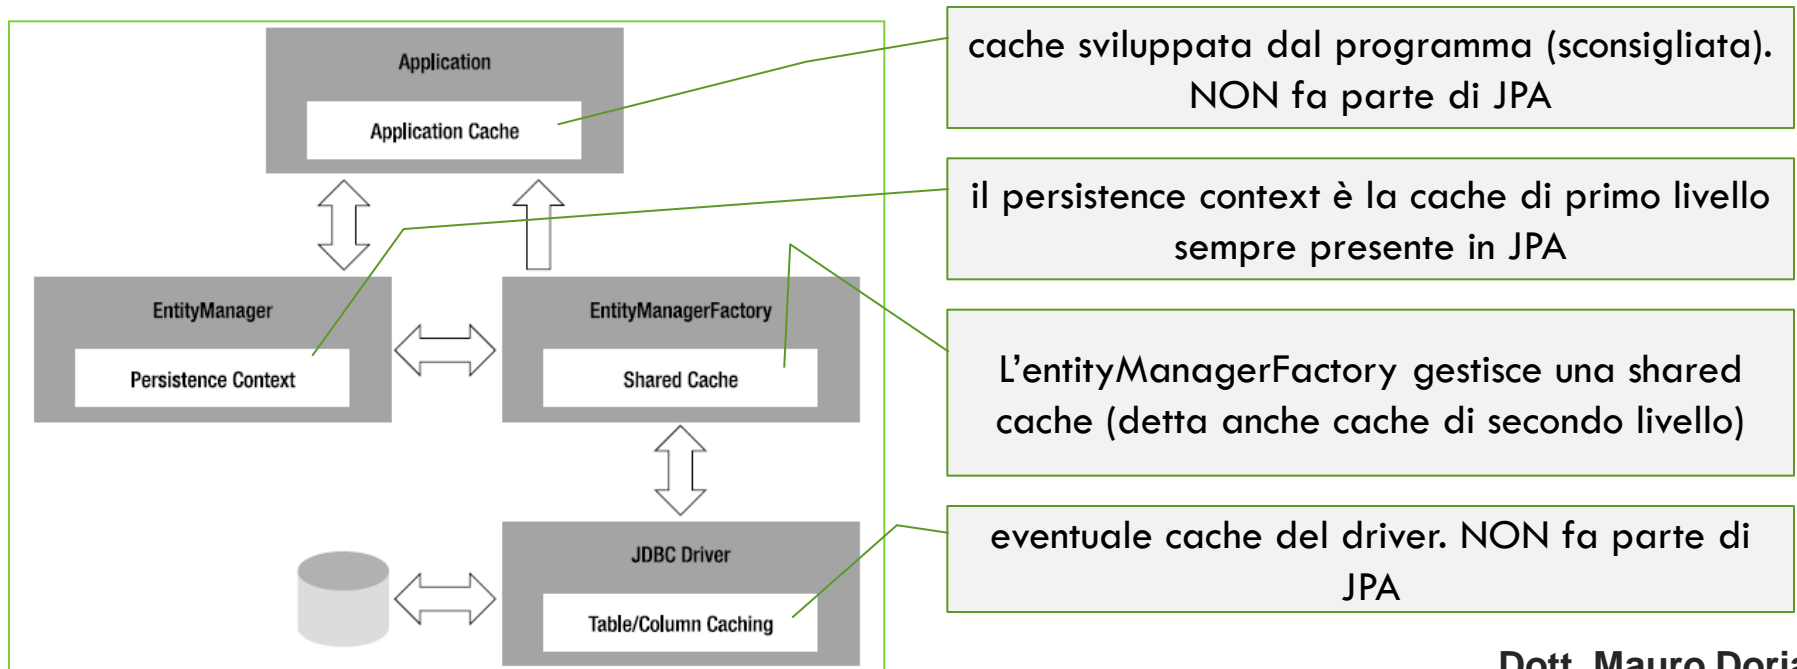 Application
Application Cache
EntityManager
Persistence Context
EntityManagerFactory
Shared Cache
JDBC Driver
Table/Column Caching
cache sviluppata dal programma (sconsigliata).
NON fa parte di JPA
il persistence context è la cache di primo livello
sempre presente in JPA
L'entityManagerFactory gestisce una shared
cache (detta anche cache di secondo livello)
eventuale cache del driver. NON fa parte di
JPA
Dott. Mauro